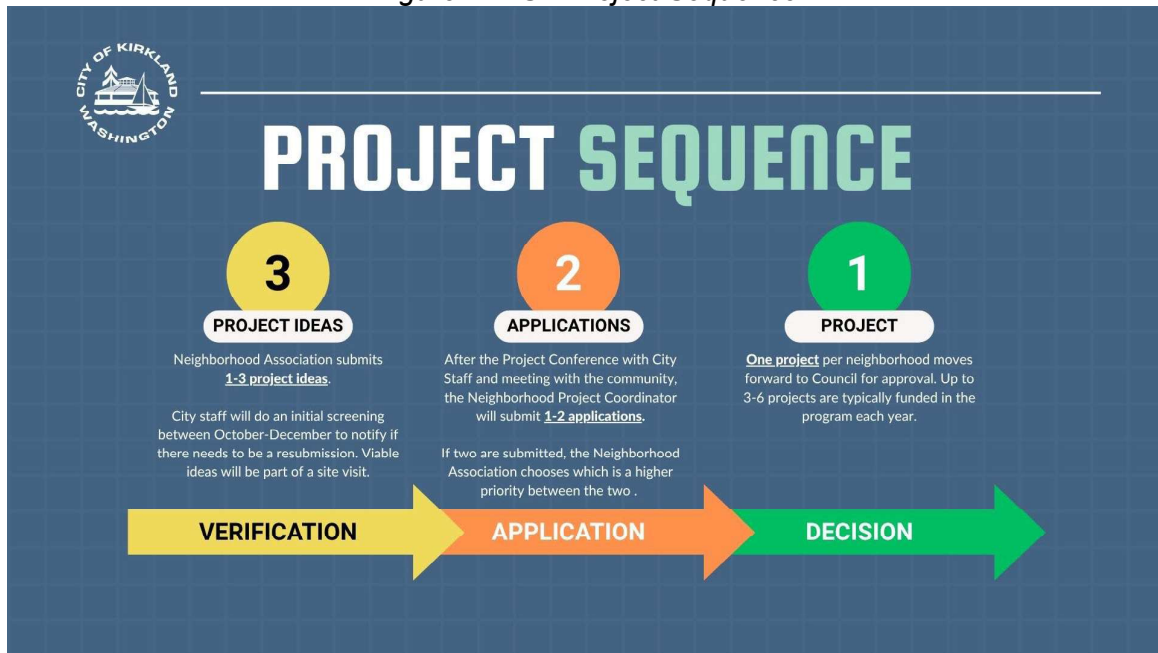 CITY OF KIRKLAND
WASHINGTON
PROJECT SEQUENCE
3
PROJECT IDEAS
Neighborhood Association submits
1-3 project ideas.
City staff will do an initial screening
between October-December to notify if
there needs to be a resubmission. Viable
ideas will be part of a site visit.
2
APPLICATIONS
After the Project Conference with City
Staff and meeting with the community,
the Neighborhood Project Coordinator
will submit 1-2 applications.
If two are submitted, the Neighborhood
Association chooses which is a higher
priority between the two .
1
PROJECT
One project per neighborhood moves
forward to Council for approval. Up to
3-6 projects are typically funded in the
program each year.
VERIFICATION
APPLICATION
DECISION